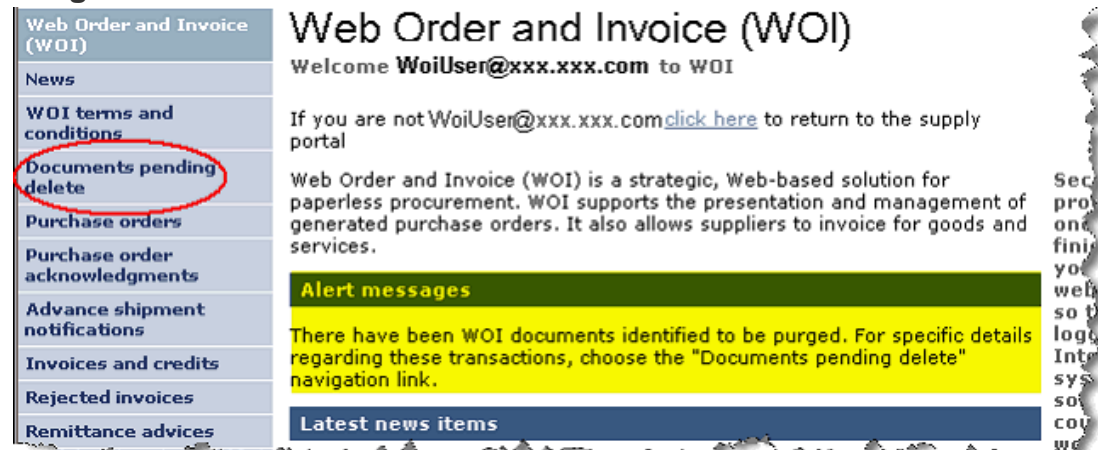 Web Order and Invoice
(WOI)
News
WOI terms and
conditions
Documents pending
delete
Purchase orders
Purchase order
acknowledgments
Advance shipment
notifications
Invoices and credits
Rejected invoices
Remittance advices
Web Order and Invoice (WOI)
Welcome WoiUser@xxx.xxx.com to WOI
If you are not WoiUser@xxx.xxx.com click here to return to the supply
portal
Web Order and Invoice (WOI) is a strategic, Web-based solution for
paperless procurement. WOI supports the presentation and management of
generated purchase orders. It also allows suppliers to invoice for goods and
services.
Alert messages
There have been WOI documents identified to be purged. For specific details
regarding these transactions, choose the "Documents pending delete"
navigation link.
Latest news items